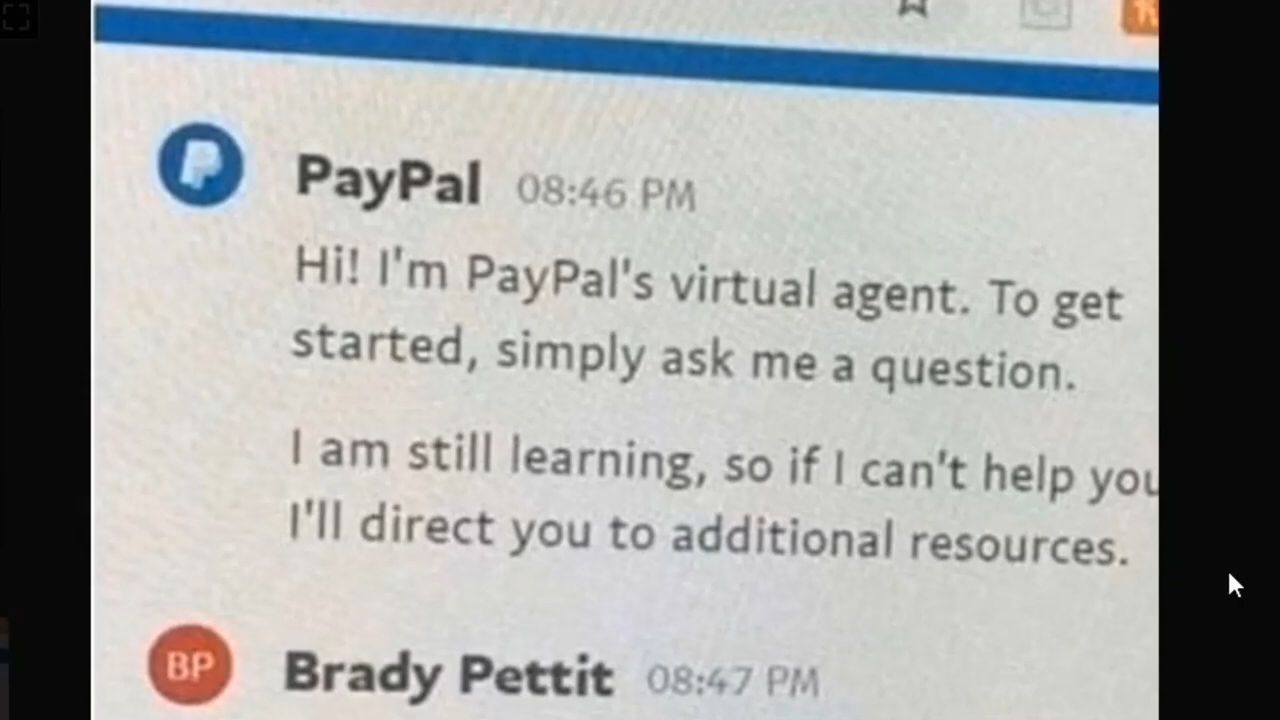 PayPal 08:46 PM
Hi! I'm PayPal's virtual agent. To get
started, simply ask me a question.
I am still learning, so if I can't help you
I'll direct you to additional resources.
BP Brady Pettit 08:47 PM